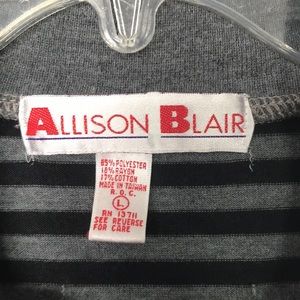 ALLISON BLAIR
65% POLYESTER
18% RAYON
17% COTTON
MADE IN TAIWAN
R.O.C.
L
RN 13711
SEE REVERSE
FOR CARE